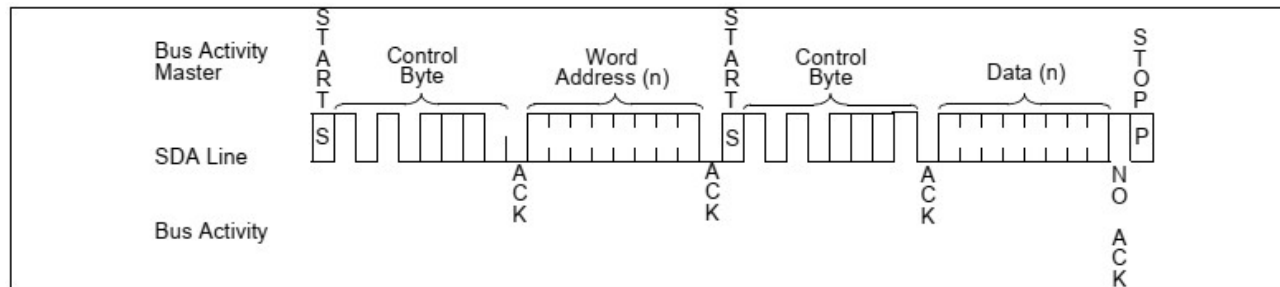 START
Bus Activity
Master
Control
Byte
Word
Address (n)
START
Control
Byte
Data (n)
STOP
SDA Line
S
S
P
ACK
ACK
ACK
NO ACK
Bus Activity